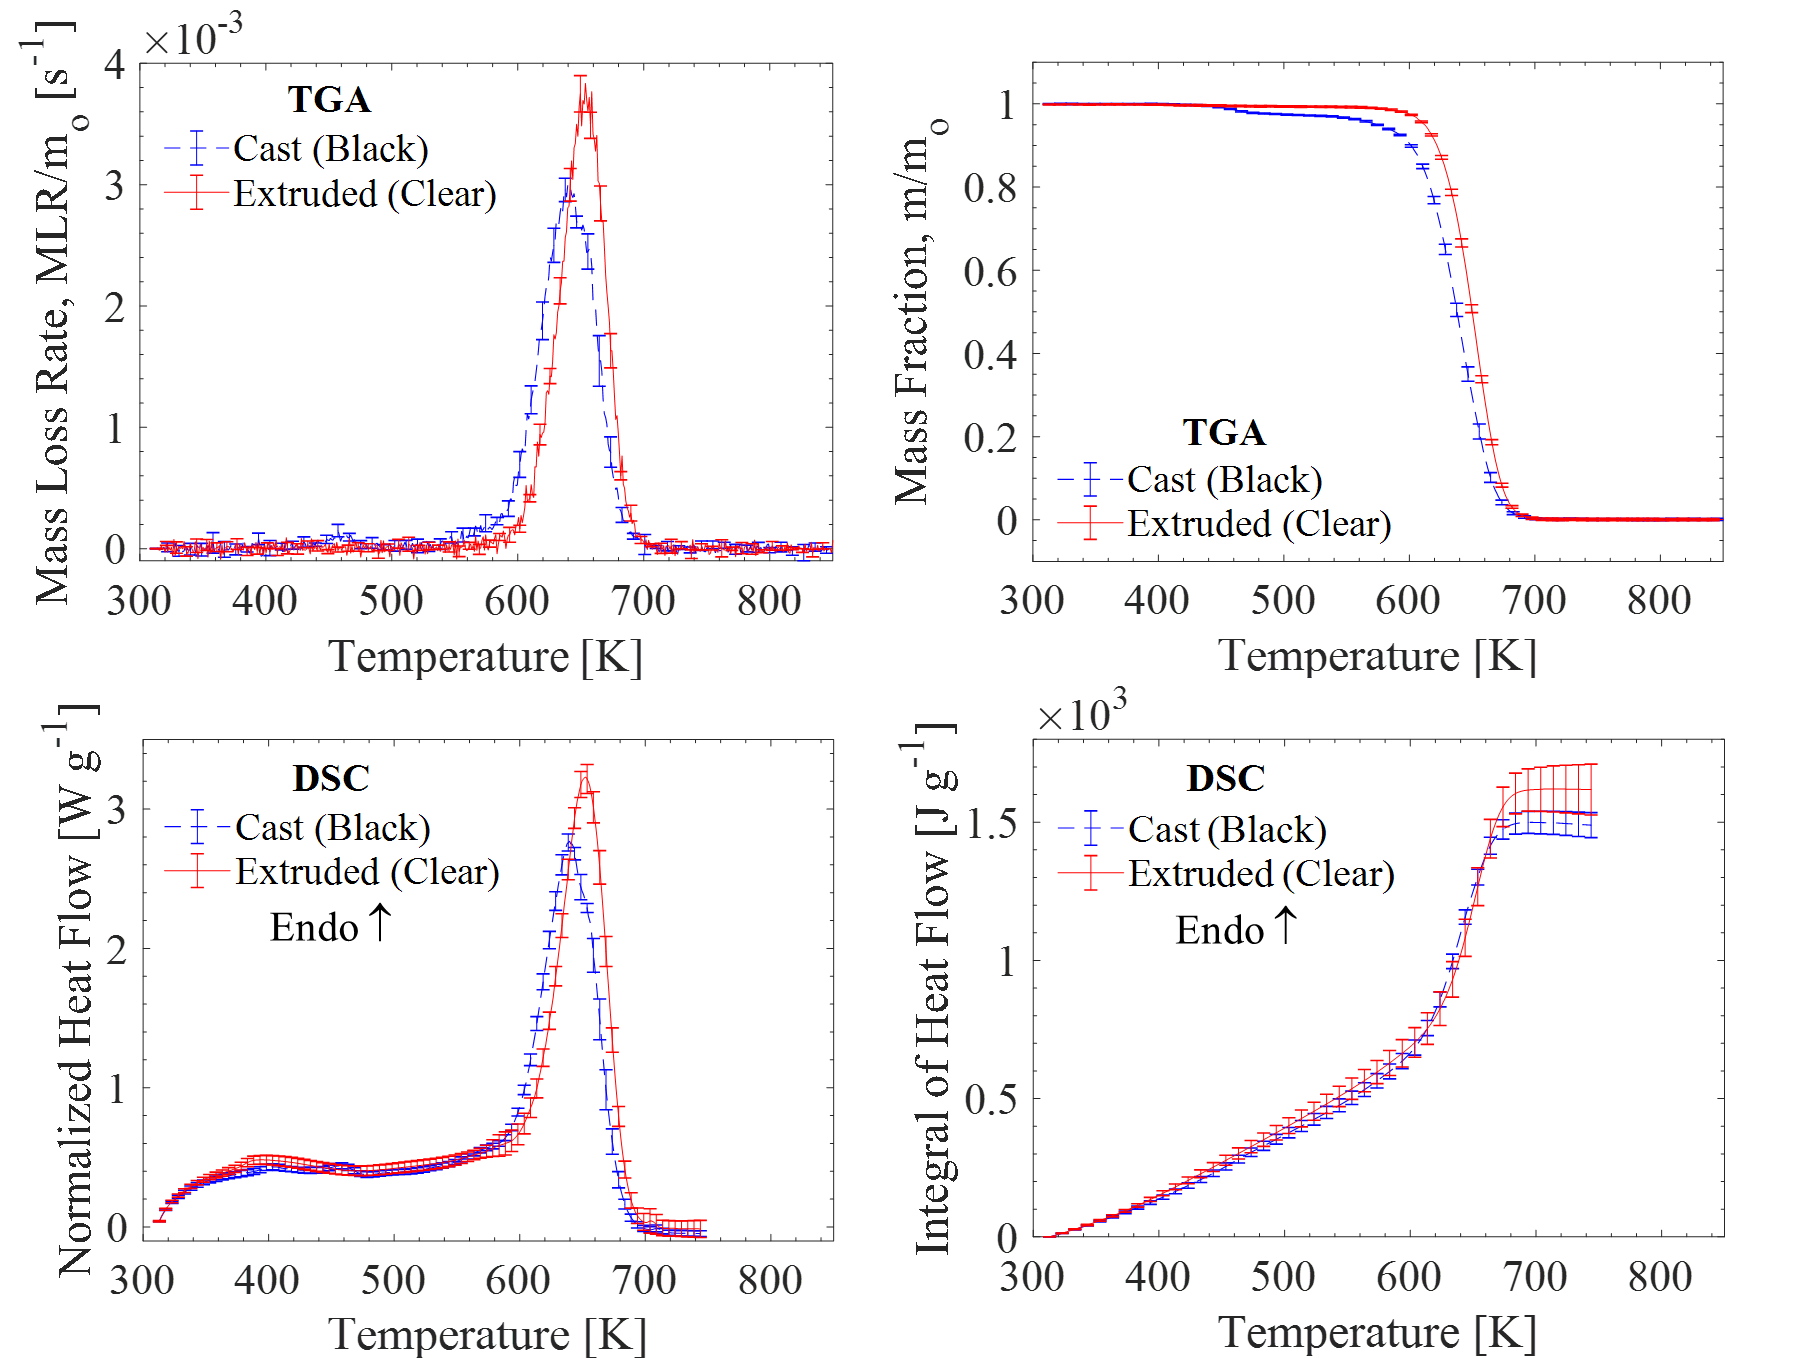 ×10⁻³
4
3
2
1
0
300 400 500 600 700 800
Mass Loss Rate, MLR/mₒ [s⁻¹]
Temperature [K]
TGA
Cast (Black)
Extruded (Clear)
1
0.8
0.6
0.4
0.2
0
300 400 500 600 700 800
Mass Fraction, m/mₒ
Temperature [K]
TGA
Cast (Black)
Extruded (Clear)
3
2
1
0
300 400 500 600 700 800
Normalized Heat Flow [W g⁻¹]
Temperature [K]
DSC
Cast (Black)
Extruded (Clear)
Endo ↑
×10³
1.5
1
0.5
0
300 400 500 600 700 800
Integral of Heat Flow [J g⁻¹]
Temperature [K]
DSC
Cast (Black)
Extruded (Clear)
Endo ↑